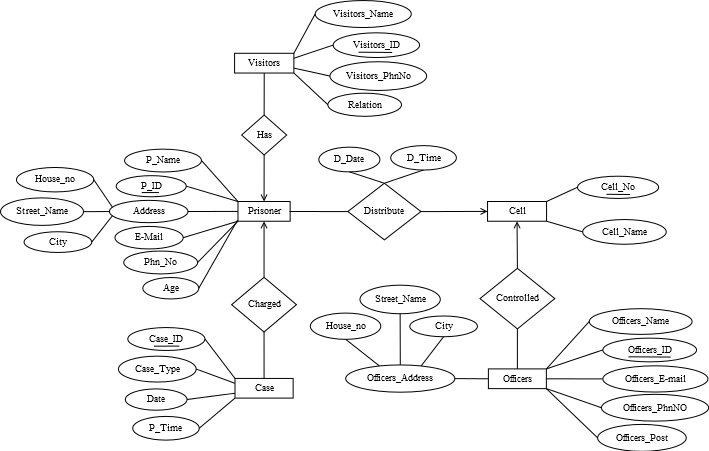 Visitors_Name
Visitors_ID
Visitors
Visitors_PhnNo
Relation
Has
P_Name
D_Date
D_Time
House_no
P_ID
Cell_No
Street_Name
Address
Prisoner
Distribute
Cell
City
E-Mail
Cell_Name
Phn_No
Age
Charged
Street_Name
Controlled
House_no
City
Officers_Name
Case_ID
Officers_ID
Case_Type
Officers_Address
Officers
Officers_E-mail
Case
Date
Officers_PhnNO
P_Time
Officers_Post